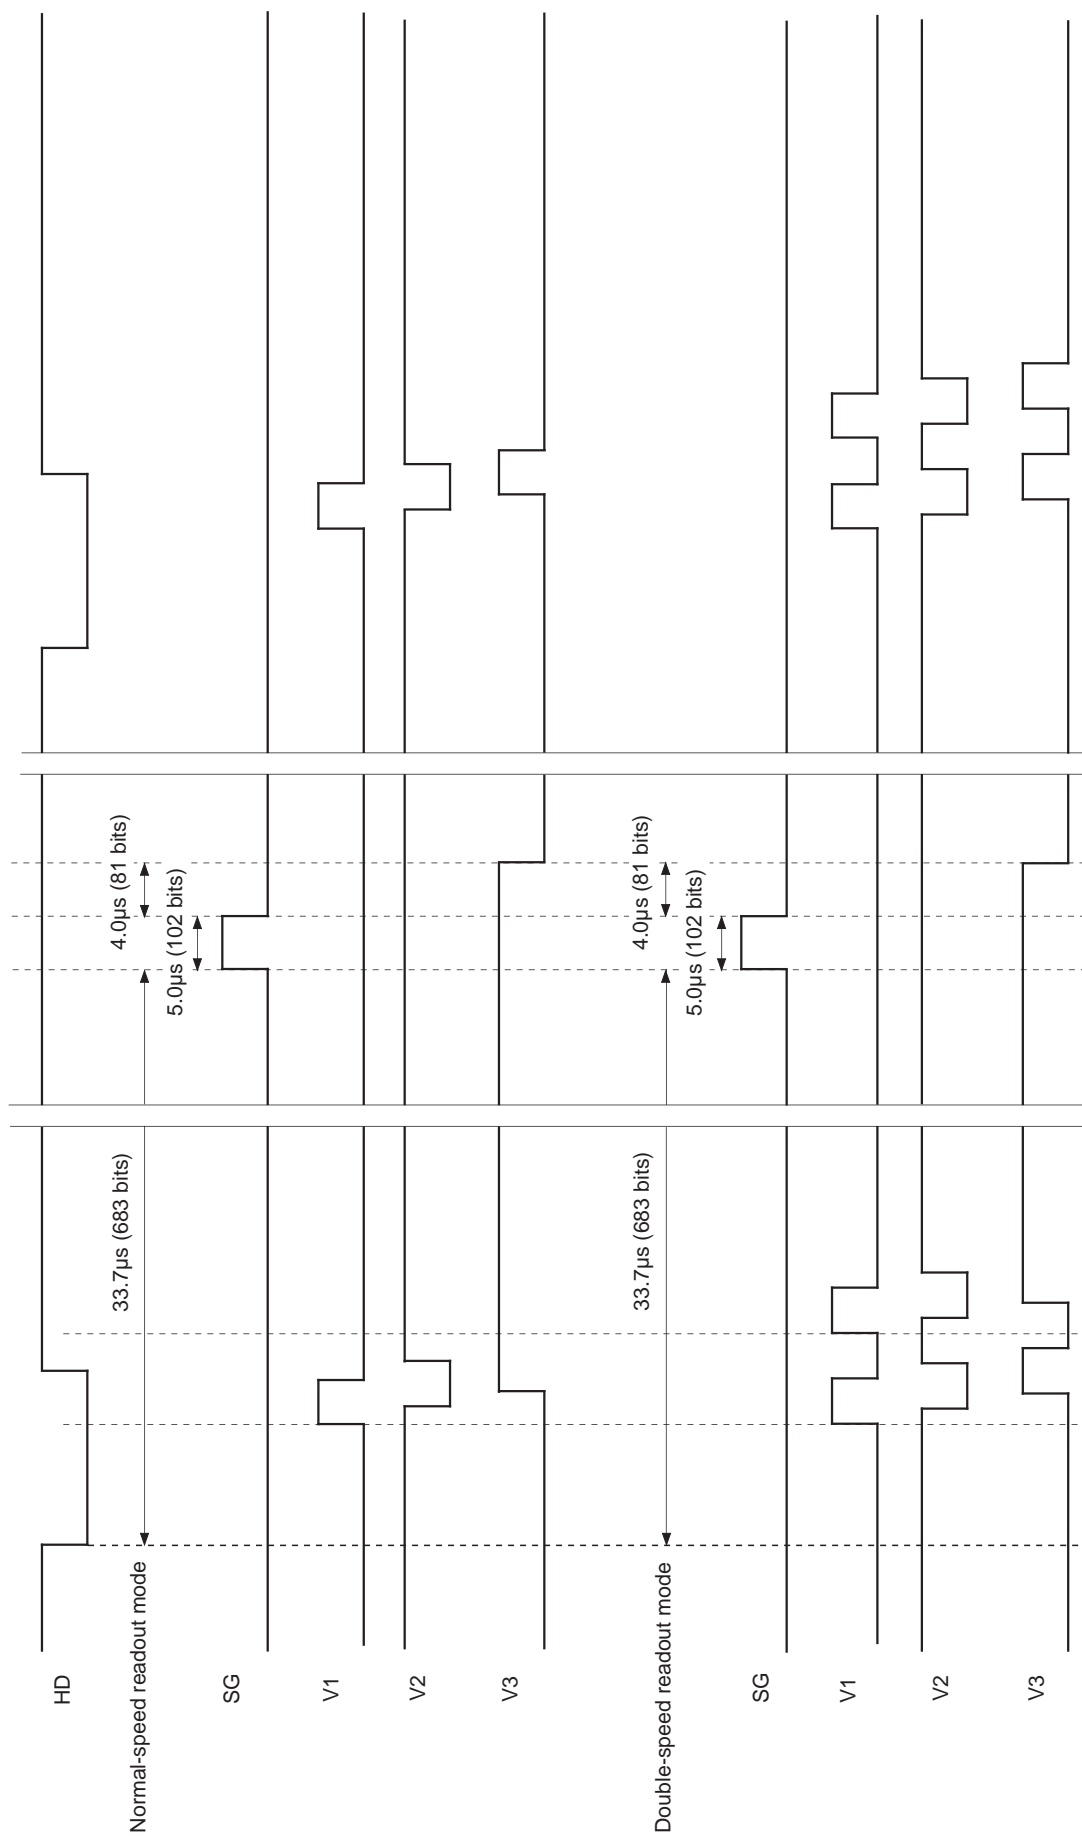 HD
Normal-speed readout mode
33.7μs (683 bits)
4.0μs (81 bits)
5.0μs (102 bits)
SG
V1
V2
V3
Double-speed readout mode
33.7μs (683 bits)
4.0μs (81 bits)
5.0μs (102 bits)
SG
V1
V2
V3